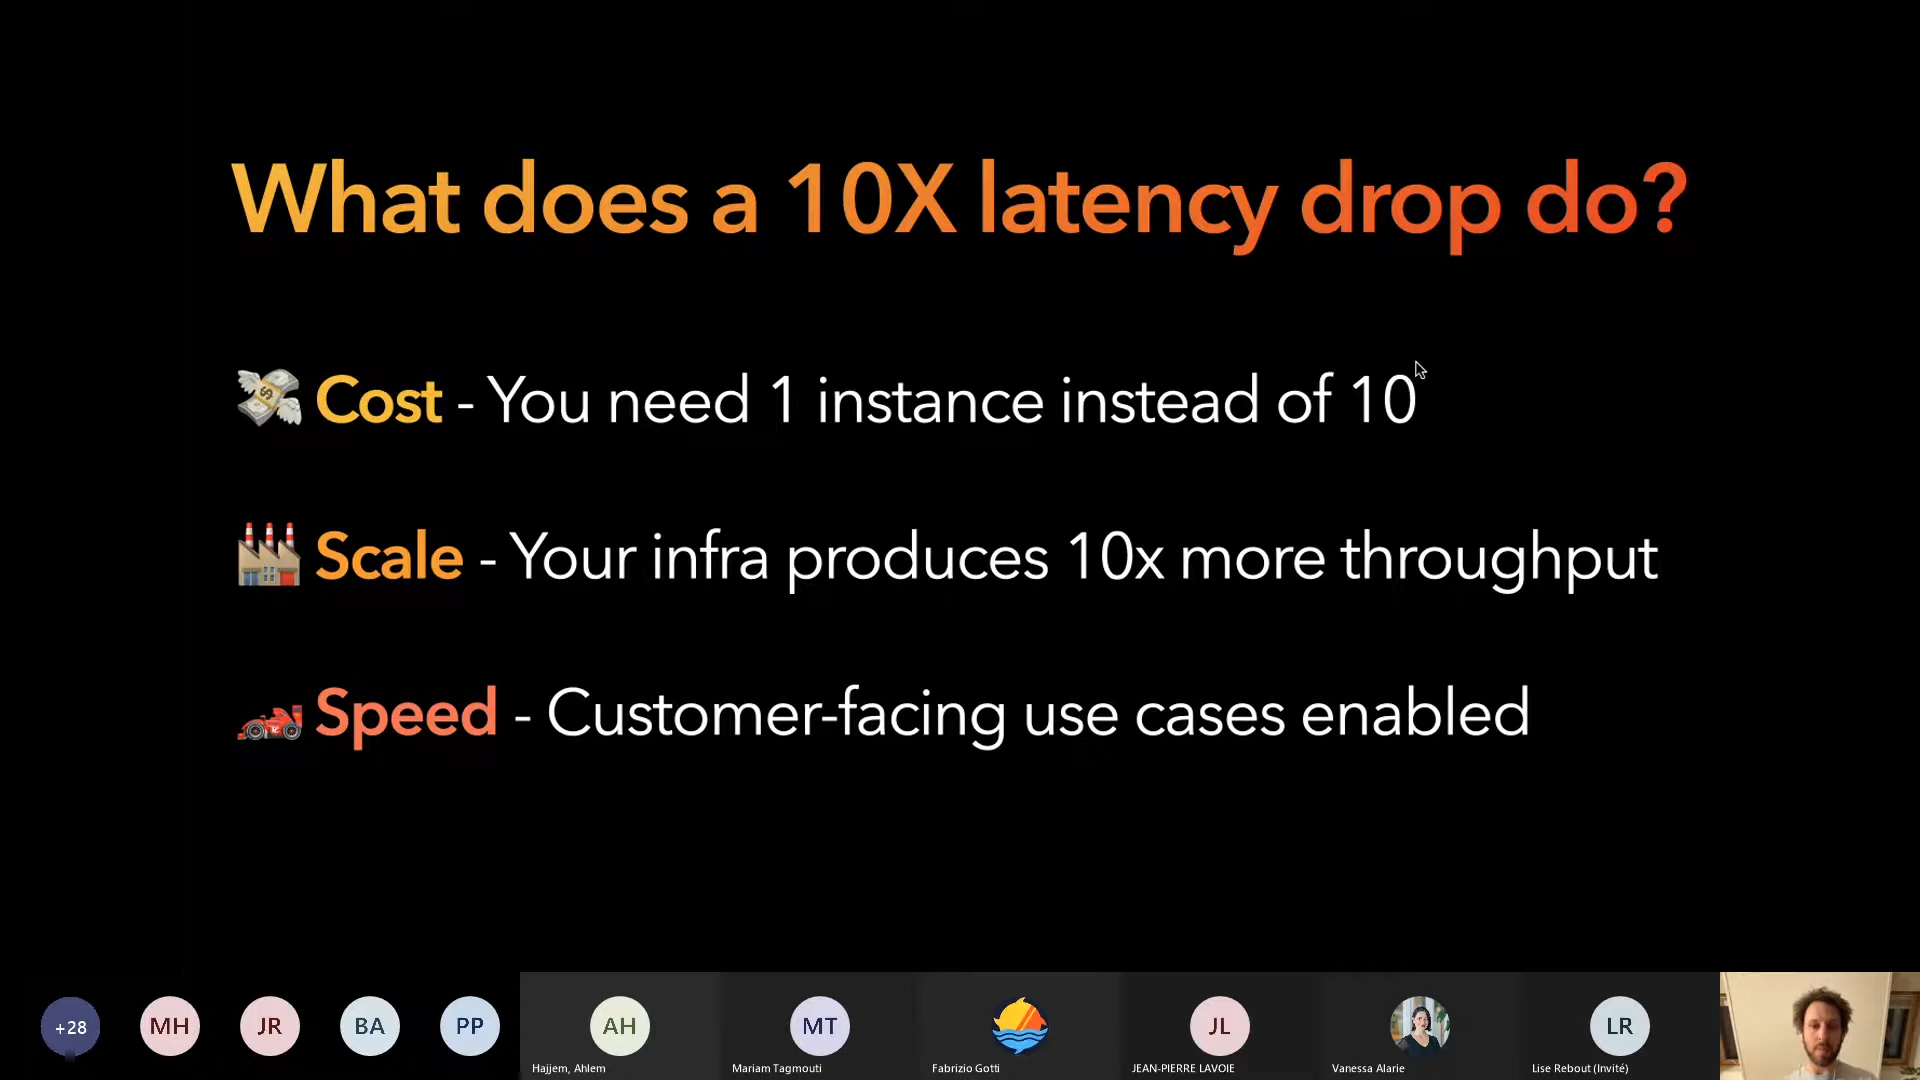 What does a 10X latency drop do?
Cost - You need 1 instance instead of 10
Scale - Your infra produces 10x more throughput
Speed - Customer-facing use cases enabled
+28
MH
JR
BA
PP
AH
MT
JL
LR
Hajjem, Ahlem
Mariam Tagmouti
Fabrizio Gotti
JEAN-PIERRE LAVOIE
Vanessa Alarie
Lise Rebout (Invité)